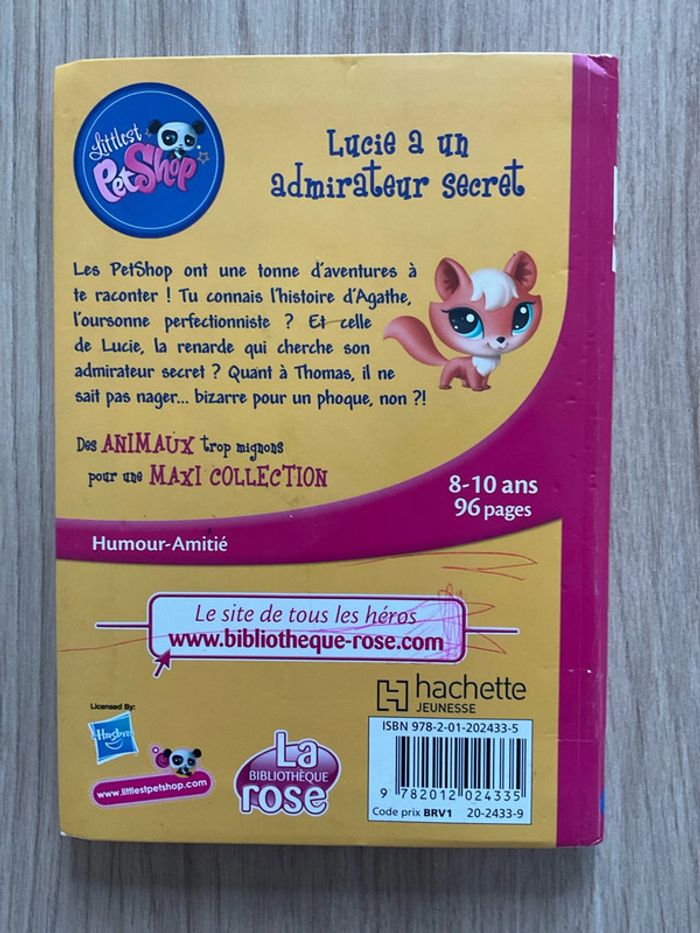 Littlest
PetShop
Lucie a un
admirateur secret
Les PetShop ont une tonne d'aventures à
te raconter ! Tu connais l'histoire d'Agathe,
l'oursonne perfectionniste ? Et celle
de Lucie, la renarde qui cherche son
admirateur secret ? Quant à Thomas, il ne
sait pas nager... bizarre pour un phoque, non ?!
Des ANIMAUX trop mignons
pour une MAXI COLLECTION
8-10 ans
96 pages
Humour-Amitié
Le site de tous les héros
www.bibliotheque-rose.com
hachette
JEUNESSE
Licensed By:
Hasbro
www.littlestpetshop.com
La
BIBLIOTHÈQUE
rose
ISBN 978-2-01-202433-5
9 782012 024335
Code prix BRV1 20-2433-9